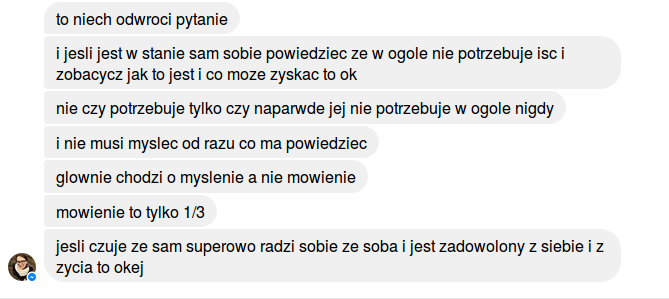 to niech odwroci pytanie
i jesli jest w stanie sam sobie powiedziec ze w ogole nie potrzebuje isc i
zobacycz jak to jest i co moze zyskac to ok
nie czy potrzebuje tylko czy naparwde jej nie potrzebuje w ogole nigdy
i nie musi myslec od razu co ma powiedziec
glownie chodzi o myslenie a nie mowienie
mowienie to tylko 1/3
jesli czuje ze sam superowo radzi sobie ze soba i jest zadowolony z siebie i z
zycia to okej